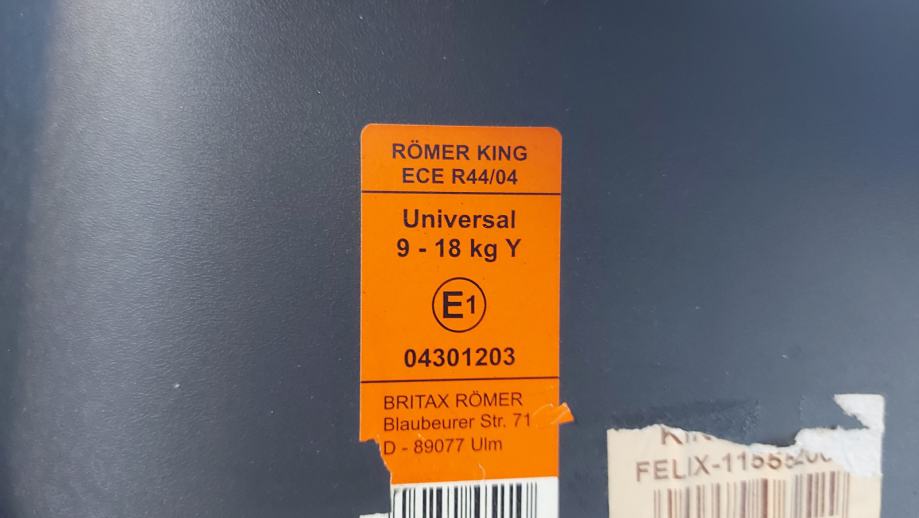 RÖMER KING
ECE R44/04
Universal
9 - 18 kg Y
E1
04301203
BRITAX RÖMER
Blaubeurer Str. 71
D - 89077 Ulm